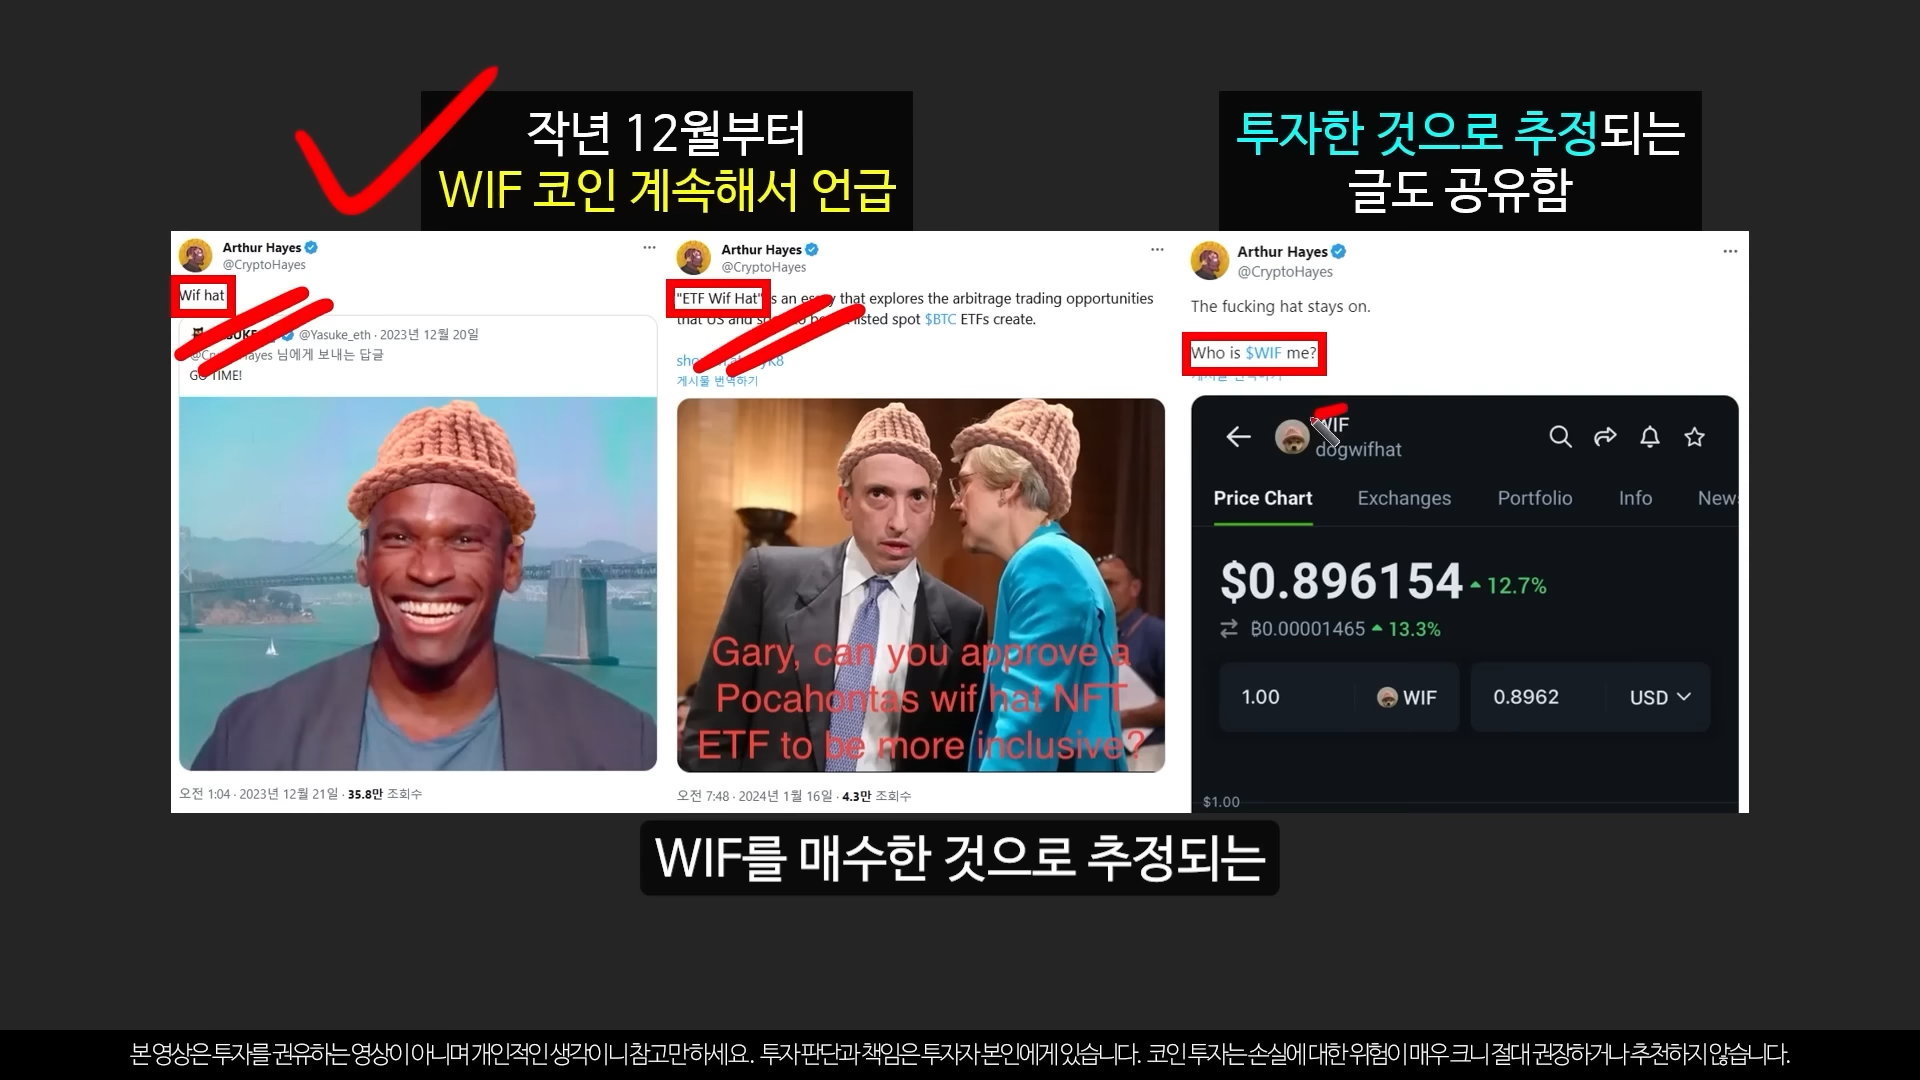 작년 12월부터
WIF 코인 계속해서 언급
투자한 것으로 추정되는
글도 공유함
Arthur Hayes
@CryptoHayes
Wif hat
@Yasuke_eth · 2023년 12월 20일
님에게 보내는 답글
GO TIME!
오전 1:04 · 2023년 12월 21일 · 35.8만 조회수
Arthur Hayes
@CryptoHayes
"ETF Wif Hat" is an essay that explores the arbitrage trading opportunities
that US and listed spot $BTC ETFs create.
게시물 번역하기
Gary, can you approve a
Pocahontas wif hat NFT
ETF to be more inclusive?
오전 7:48 · 2024년 1월 16일 · 4.3만 조회수
Arthur Hayes
@CryptoHayes
The fucking hat stays on.
Who is $WIF me?
WIF
dogwifhat
Price Chart Exchanges Portfolio Info New
$0.896154 12.7%
₿0.00001465 13.3%
1.00 WIF 0.8962 USD
$1.00
WIF를 매수한 것으로 추정되는
본 영상은 투자를 권유하는 영상이 아니며 개인적인 생각이니 참고만 하세요. 투자 판단과 책임은 투자자 본인에게 있습니다. 코인 투자는 손실에 대한 위험이 매우 크니 절대 권장하거나 추천하지 않습니다.